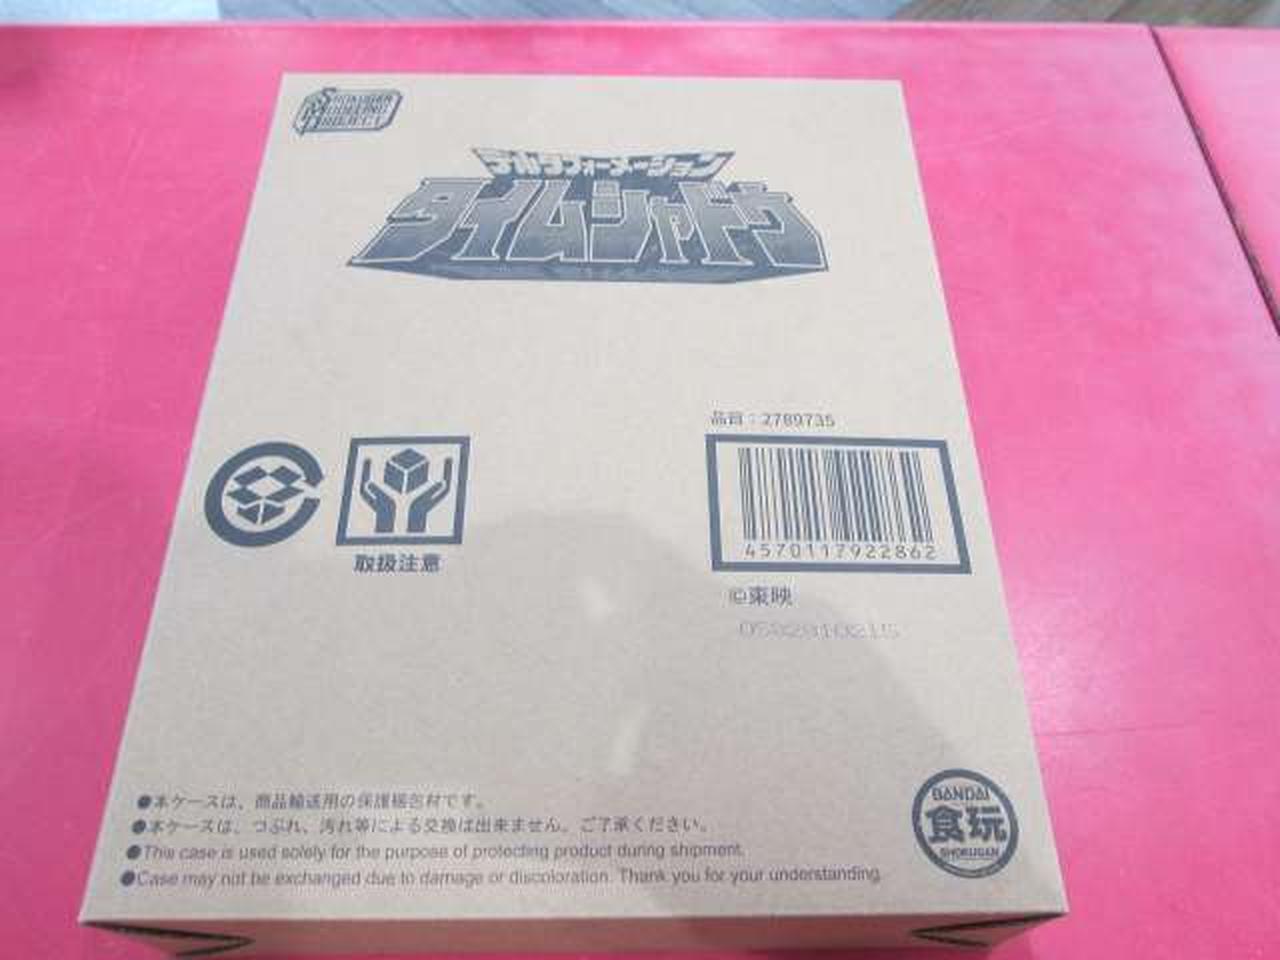 SHOKUGAN
MODELING
PROJECT
デルタフォーメーション
タイムシャドウ
品番：2789735
4570117922862
取扱注意
©東映
●本ケースは、商品輸送用の保護梱包材です。
●本ケースは、つぶれ、汚れ等による交換は出来ません。ご了承ください。
●This case is used solely for the purpose of protecting product during shipment.
●Case may not be exchanged due to damage or discoloration. Thank you for your understanding.
BANDAI
食玩
SHOKUGAN